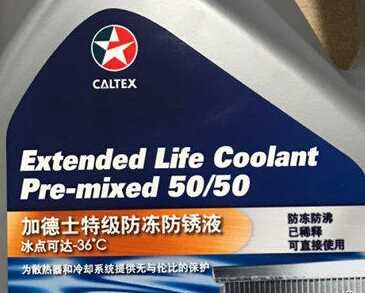 CALTEX
Extended Life Coolant
Pre-mixed 50/50
加德士特级防冻防锈液
冰点可达-36°C
为散热器和冷却系统提供无与伦比的保护
防冻防沸
已稀释
可直接使用